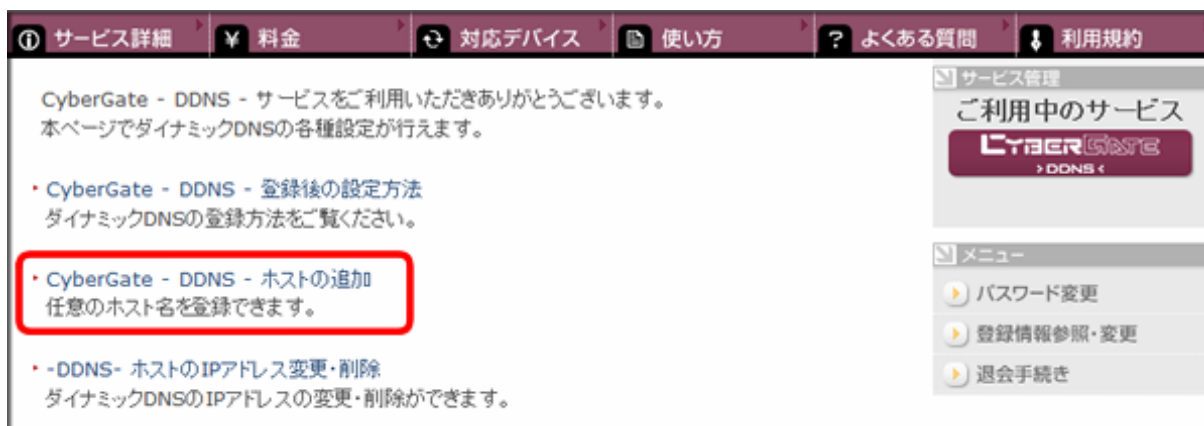 サービス詳細 料金 対応デバイス 使い方 よくある質問 利用規約
CyberGate - DDNS - サービスをご利用いただきありがとうございます。
本ページでダイナミックDNSの各種設定が行えます。
CyberGate - DDNS - 登録後の設定方法
ダイナミックDNSの登録方法をご覧ください。
CyberGate - DDNS - ホストの追加
任意のホスト名を登録できます。
-DDNS- ホストのIPアドレス変更・削除
ダイナミックDNSのIPアドレスの変更・削除ができます。
サービス管理
ご利用中のサービス
CYBERGATE
>DDNS<
メニュー
パスワード変更
登録情報参照・変更
退会手続き